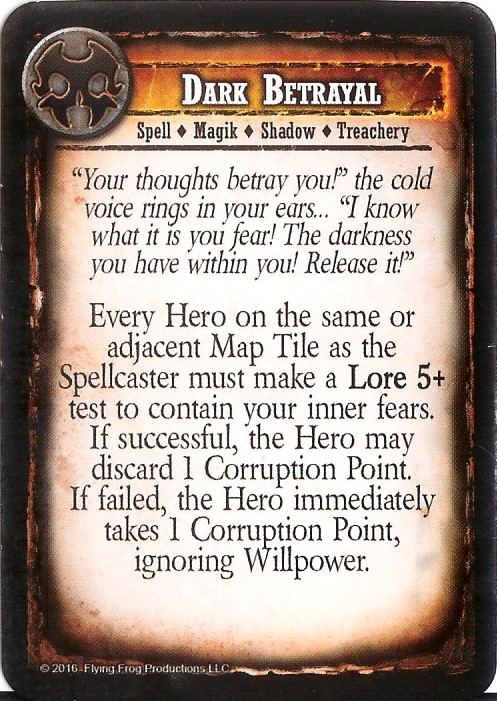 DARK BETRAYAL
Spell ♦ Magik ♦ Shadow ♦ Treachery
“Your thoughts betray you!” the cold
voice rings in your ears... “I know
what it is you fear! The darkness
you have within you! Release it!”
Every Hero on the same or
adjacent Map Tile as the
Spellcaster must make a Lore 5+
test to contain your inner fears.
If successful, the Hero may
discard 1 Corruption Point.
If failed, the Hero immediately
takes 1 Corruption Point,
ignoring Willpower.
© 2016 Flying Frog Productions LLC